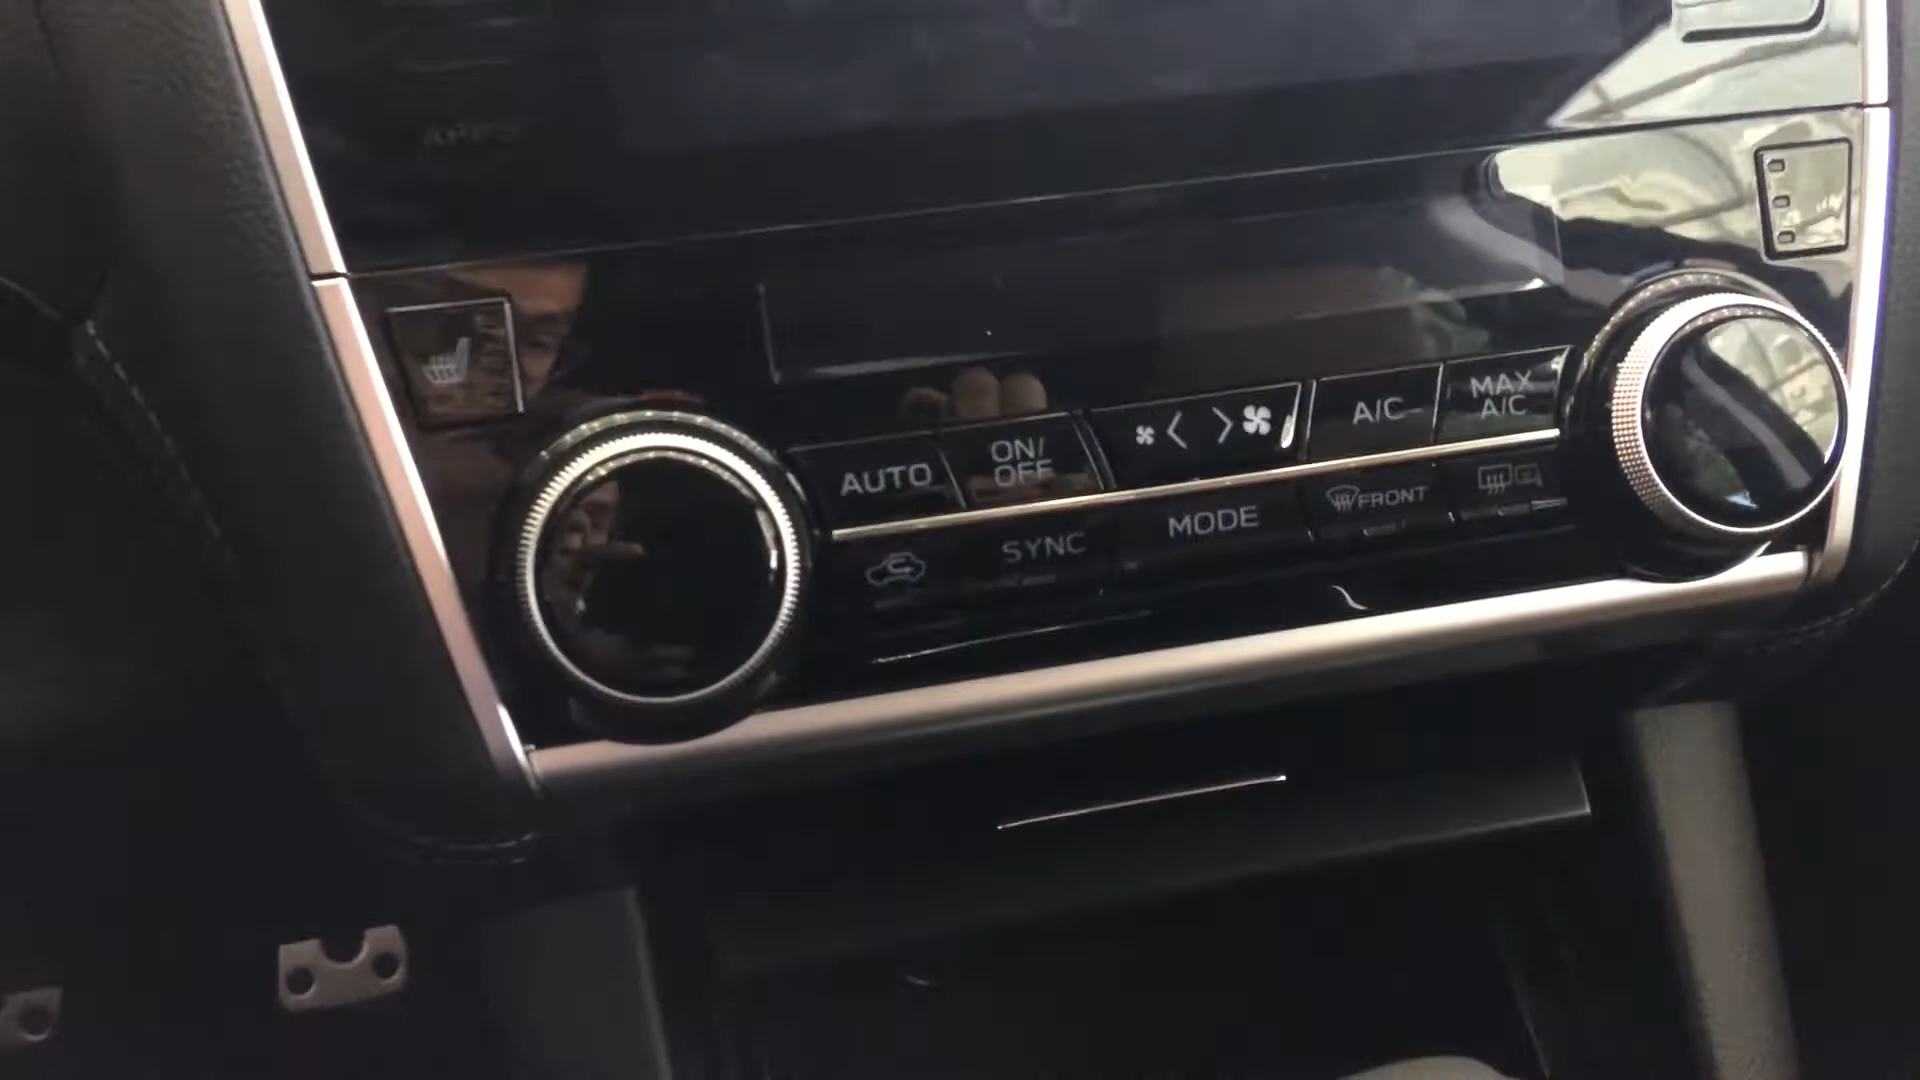 AUTO
ON/
OFF
A/C
MAX
A/C
SYNC
MODE
FRONT